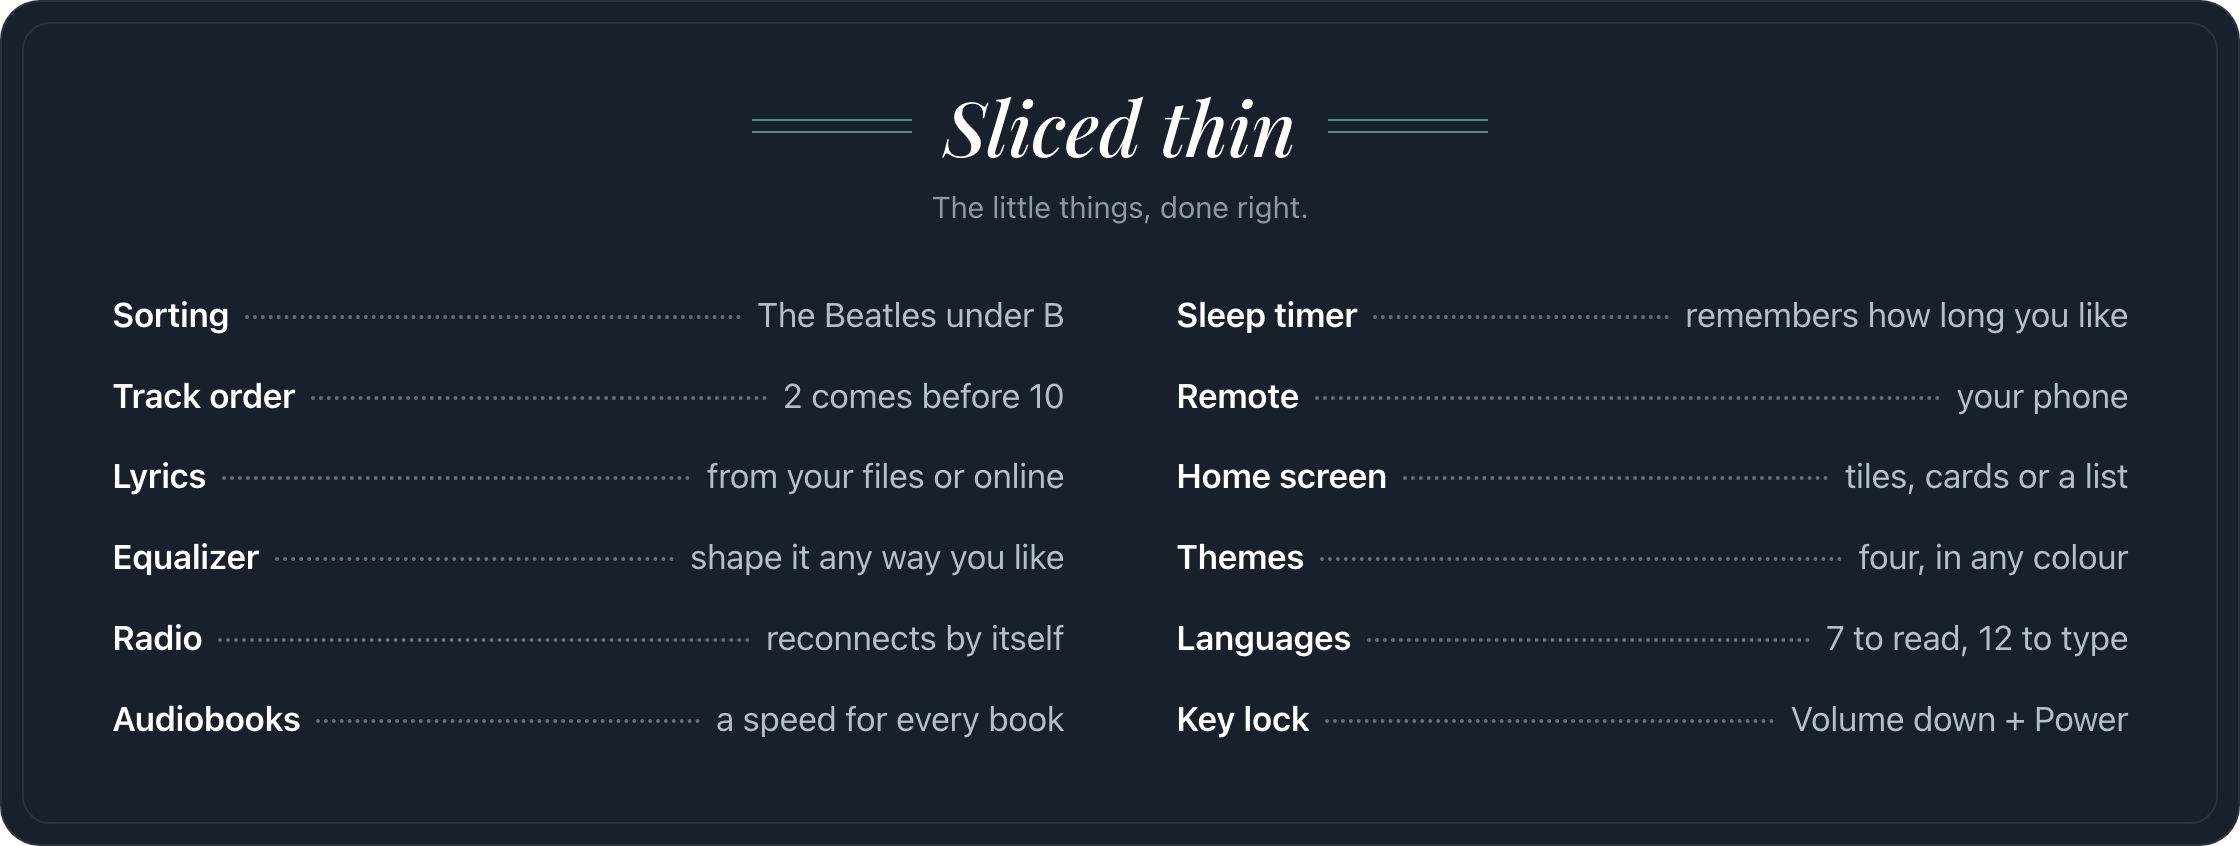 Sliced thin
The little things, done right.
Sorting The Beatles under B
Track order 2 comes before 10
Lyrics from your files or online
Equalizer shape it any way you like
Radio reconnects by itself
Audiobooks a speed for every book
Sleep timer remembers how long you like
Remote your phone
Home screen tiles, cards or a list
Themes four, in any colour
Languages 7 to read, 12 to type
Key lock Volume down + Power